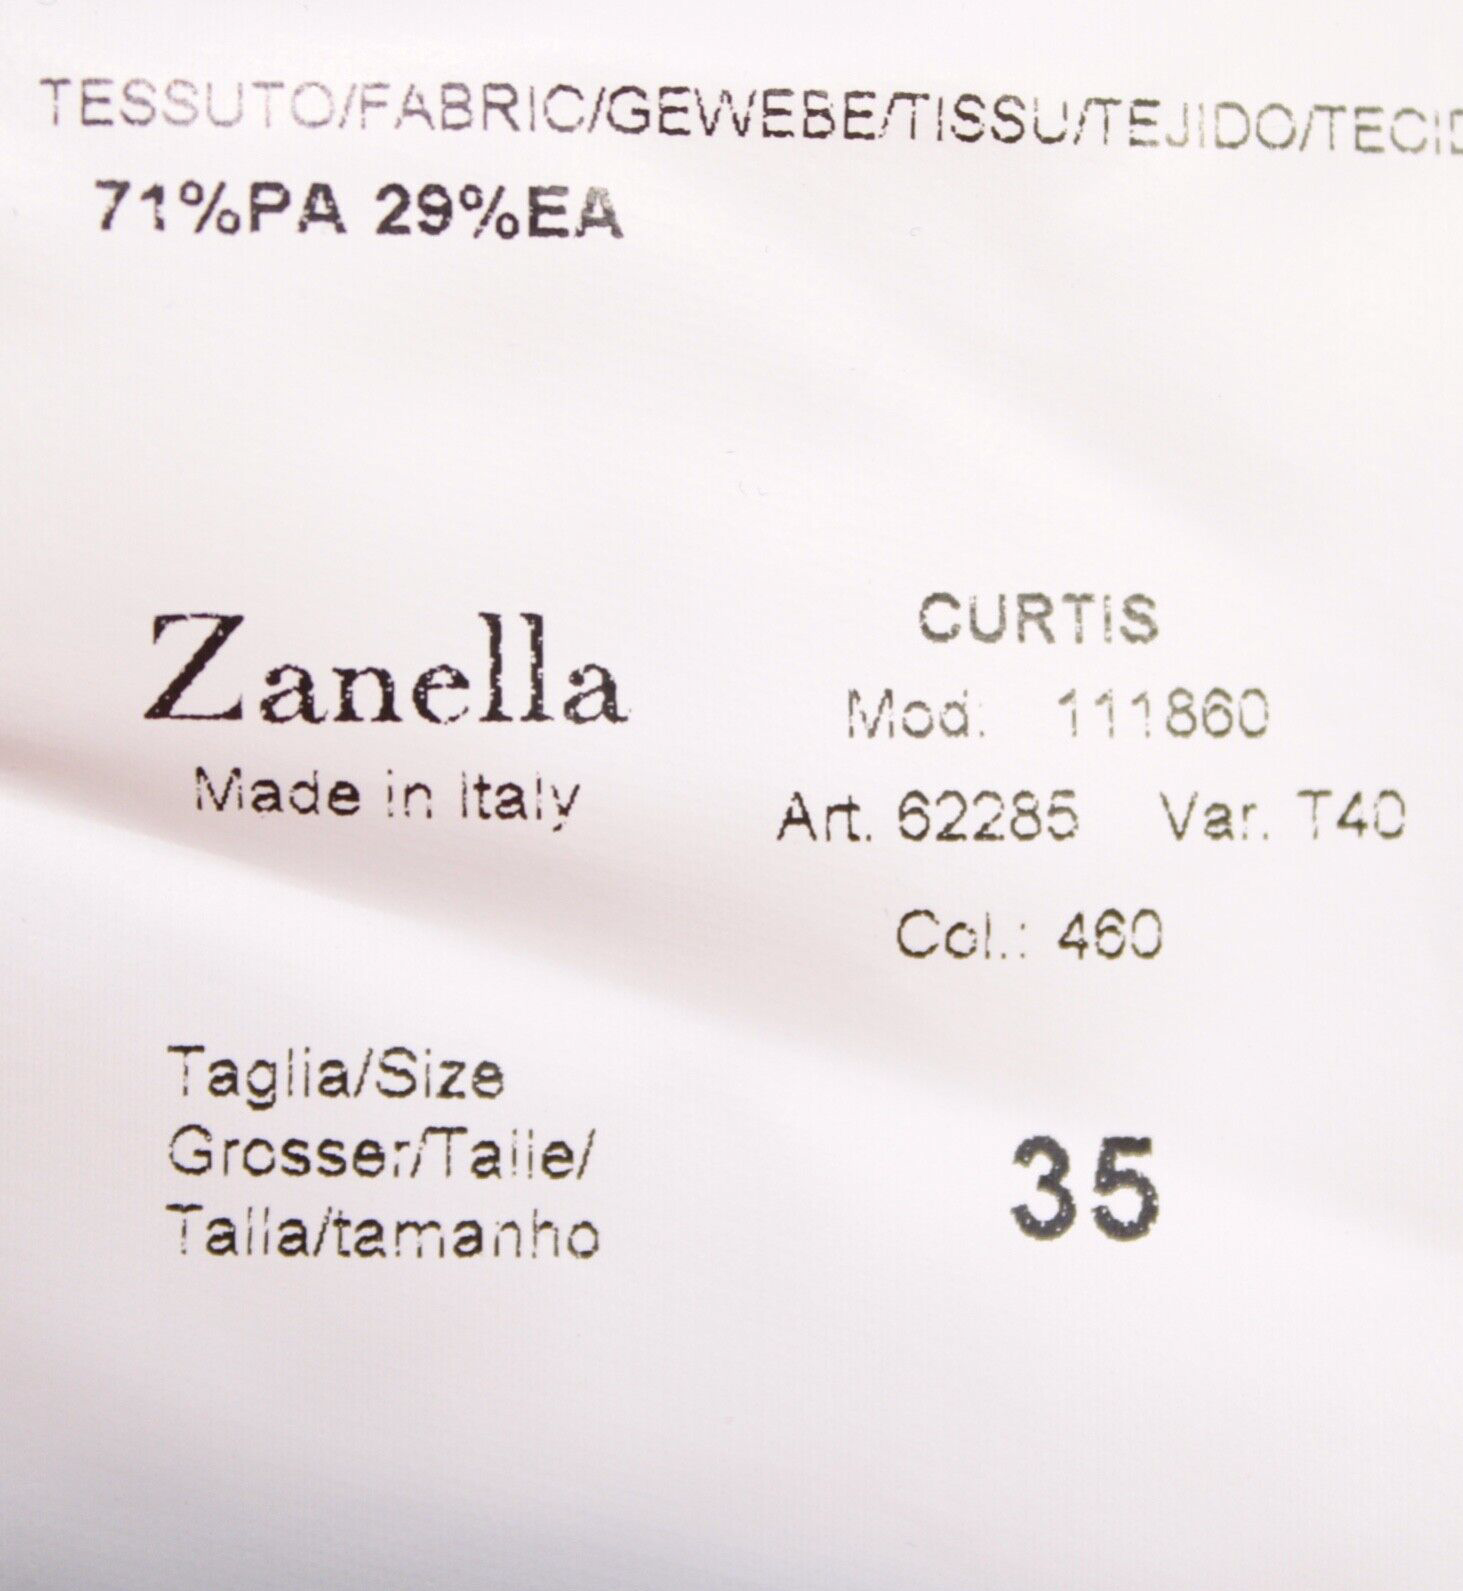 TESSUTO/FABRIC/GEWEBE/TISSU/TEJIDO/TECID
71%PA 29%EA
Zanella
Made in Italy
CURTIS
Mod: 111860
Art. 62285 Var. T40
Col.: 460
Taglia/Size
Grosser/Taile/
Talla/tamanho
35